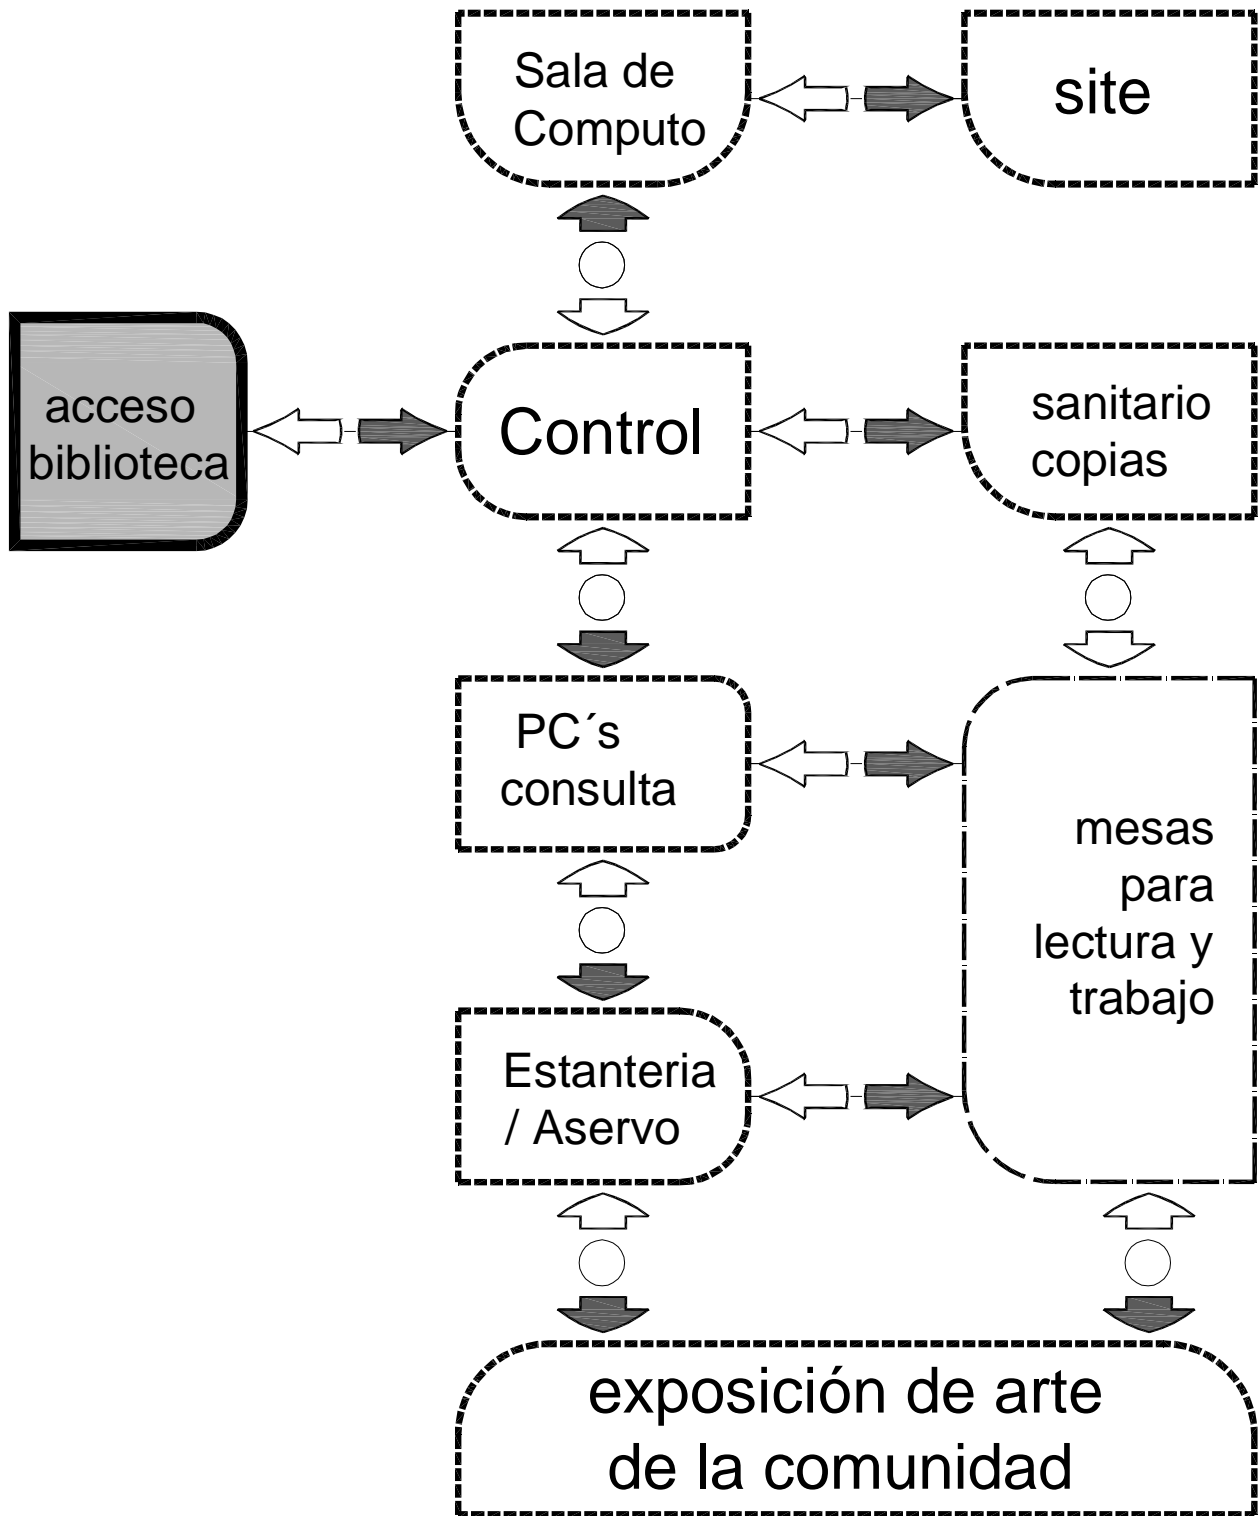 Sala de
Computo
site
acceso
biblioteca
Control
sanitario
copias
PC´s
consulta
mesas
para
lectura y
trabajo
Estanteria
/ Aservo
exposición de arte
de la comunidad